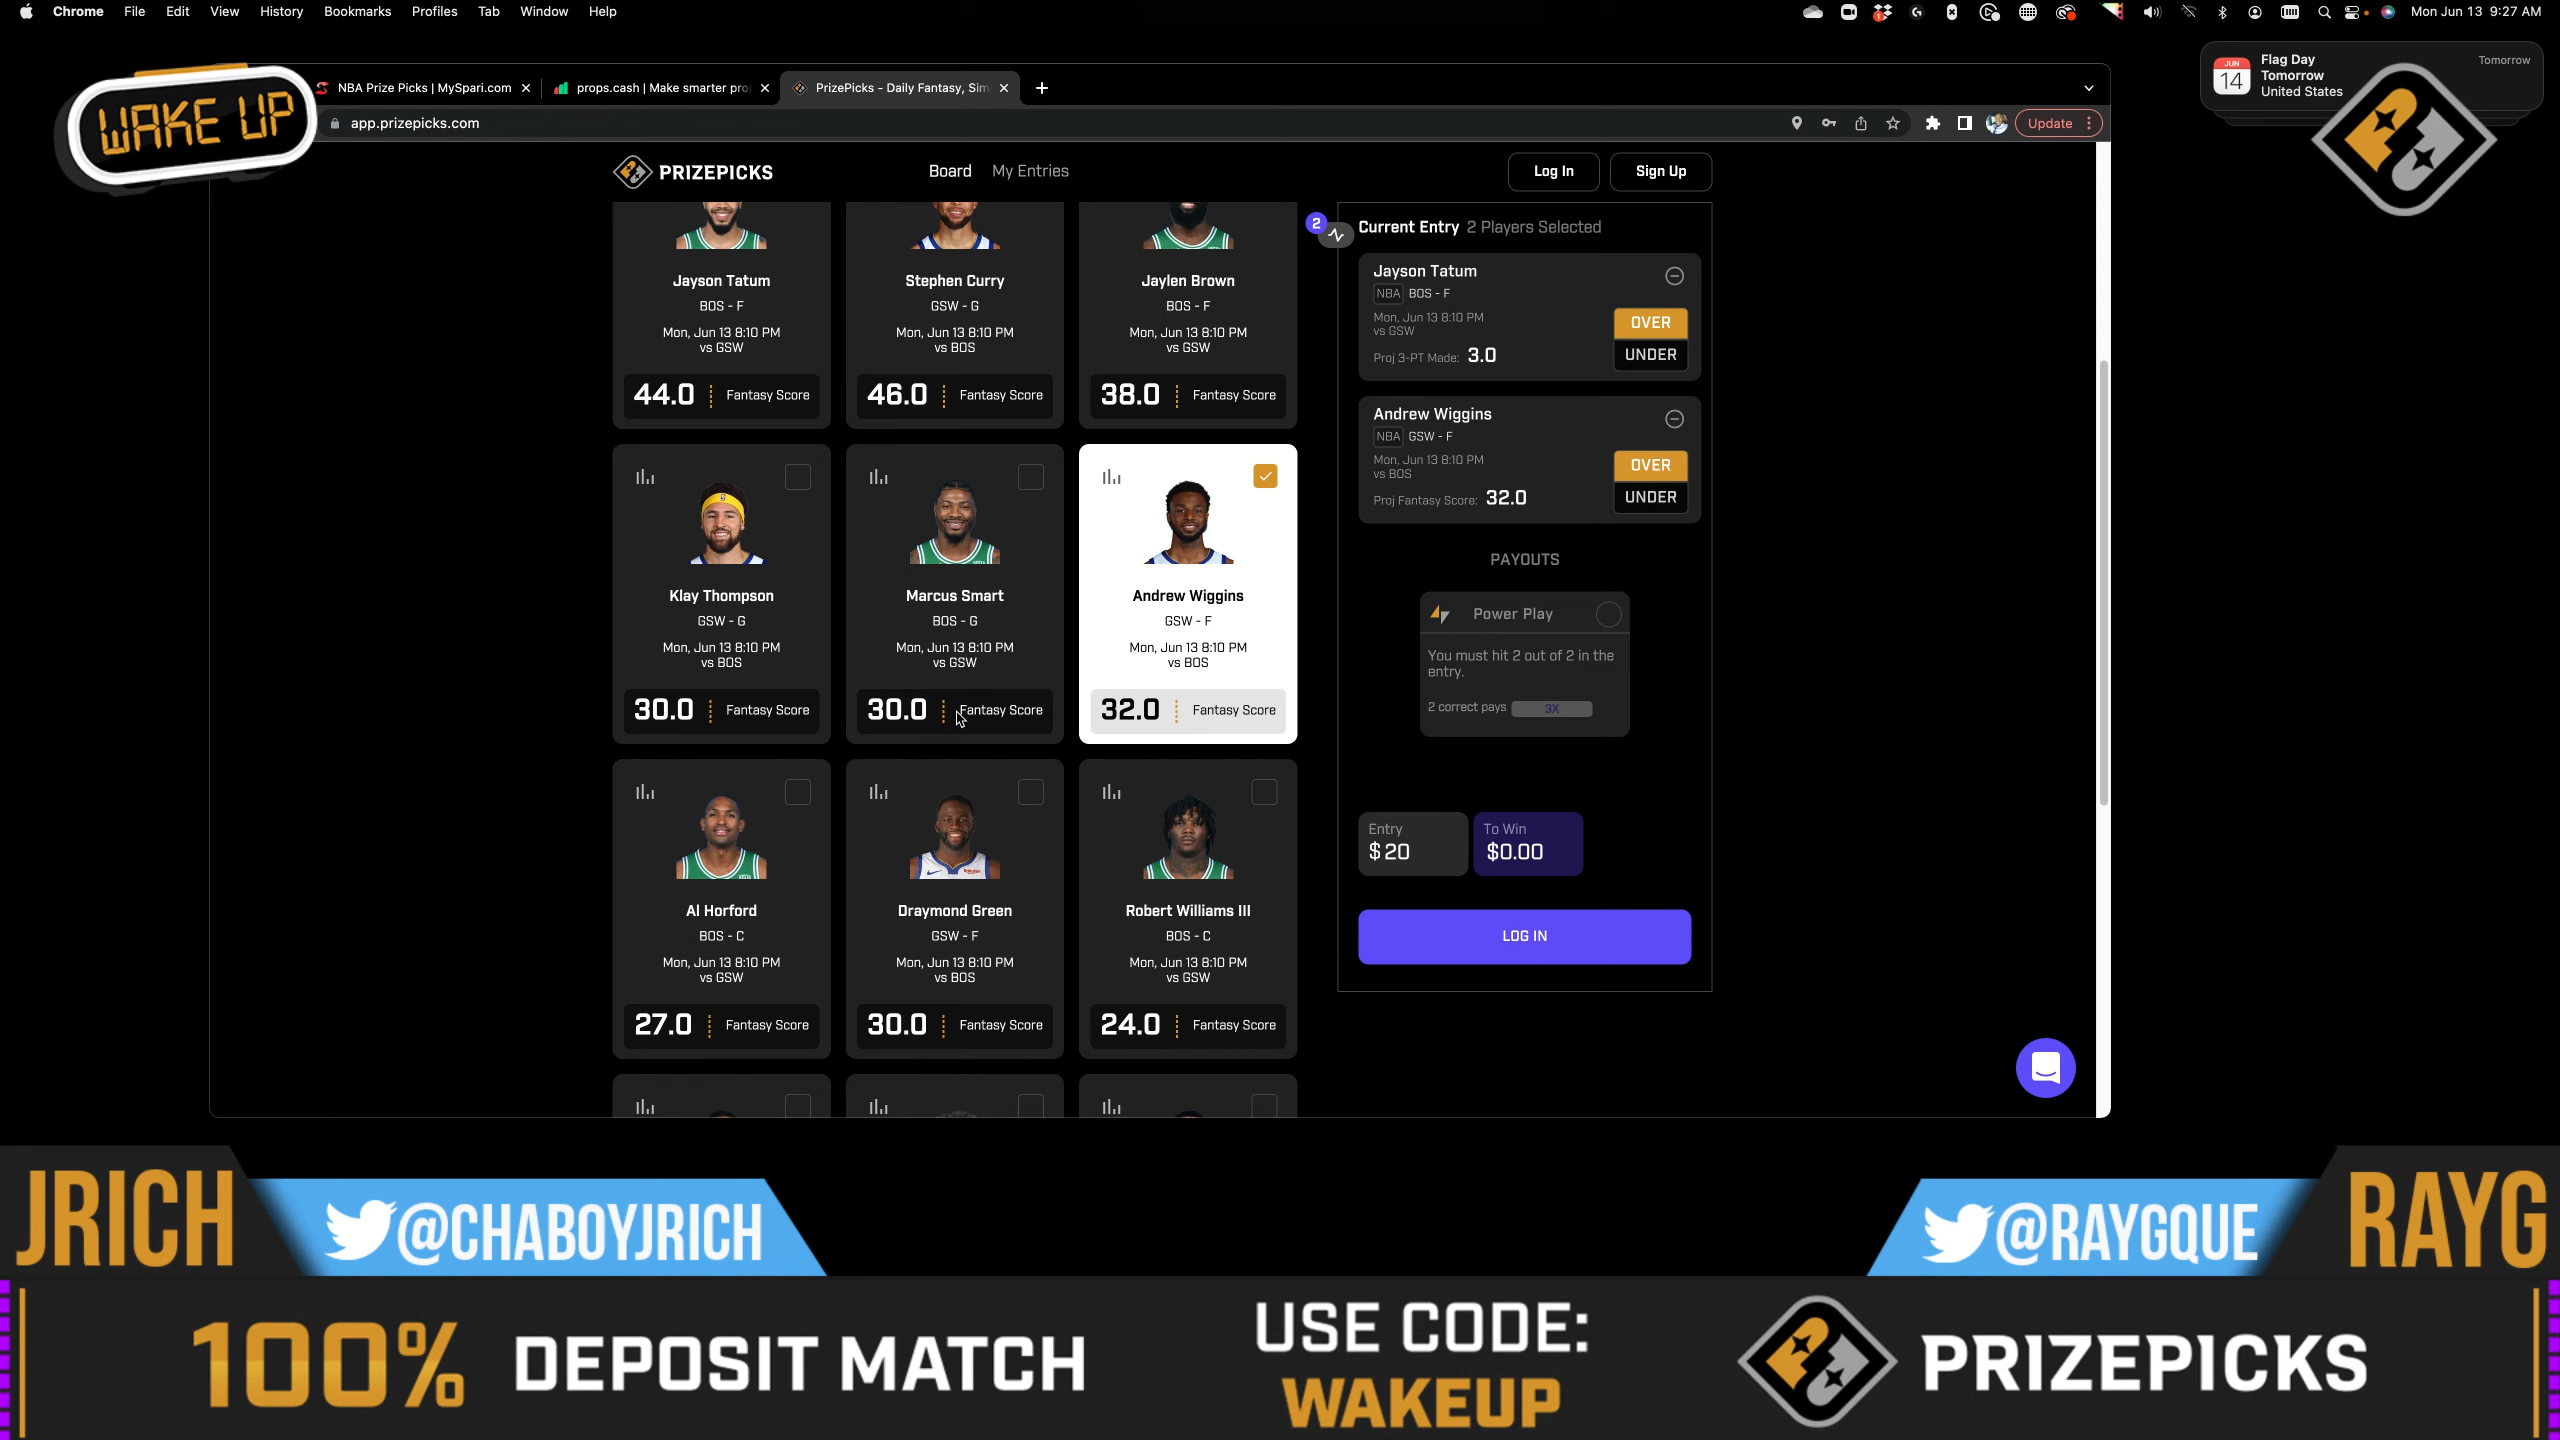 Chrome File Edit View History Bookmarks Profiles Tab Window Help
Mon Jun 13 9:27 AM
WAKE UP
NBA Prize Picks | MySpari.com
props.cash | Make smarter pro
PrizePicks - Daily Fantasy, Sim
app.prizepicks.com
Update
JUN
14
Flag Day
Tomorrow
United States
Tomorrow
PRIZEPICKS
Board My Entries
Log In
Sign Up
Jayson Tatum
BOS - F
Mon, Jun 13 8:10 PM
vs GSW
44.0 Fantasy Score
Stephen Curry
GSW - G
Mon, Jun 13 8:10 PM
vs BOS
46.0 Fantasy Score
Jaylen Brown
BOS - F
Mon, Jun 13 8:10 PM
vs GSW
38.0 Fantasy Score
Klay Thompson
GSW - G
Mon, Jun 13 8:10 PM
vs BOS
30.0 Fantasy Score
Marcus Smart
BOS - G
Mon, Jun 13 8:10 PM
vs GSW
30.0 Fantasy Score
Andrew Wiggins
GSW - F
Mon, Jun 13 8:10 PM
vs BOS
32.0 Fantasy Score
Al Horford
BOS - C
Mon, Jun 13 8:10 PM
vs GSW
27.0 Fantasy Score
Draymond Green
GSW - F
Mon, Jun 13 8:10 PM
vs BOS
30.0 Fantasy Score
Robert Williams III
BOS - C
Mon, Jun 13 8:10 PM
vs GSW
24.0 Fantasy Score
2
Current Entry 2 Players Selected
Jayson Tatum
NBA BOS - F
Mon, Jun 13 8:10 PM
vs GSW
Proj 3-PT Made: 3.0
OVER
UNDER
Andrew Wiggins
NBA GSW - F
Mon, Jun 13 8:10 PM
vs BOS
Proj Fantasy Score: 32.0
OVER
UNDER
PAYOUTS
Power Play
You must hit 2 out of 2 in the
entry.
2 correct pays 3X
Entry
$ 20
To Win
$0.00
LOG IN
JRICH
@CHABOYJRICH
@RAYGQUE
RAYG
100% DEPOSIT MATCH
USE CODE:
WAKEUP
PRIZEPICKS